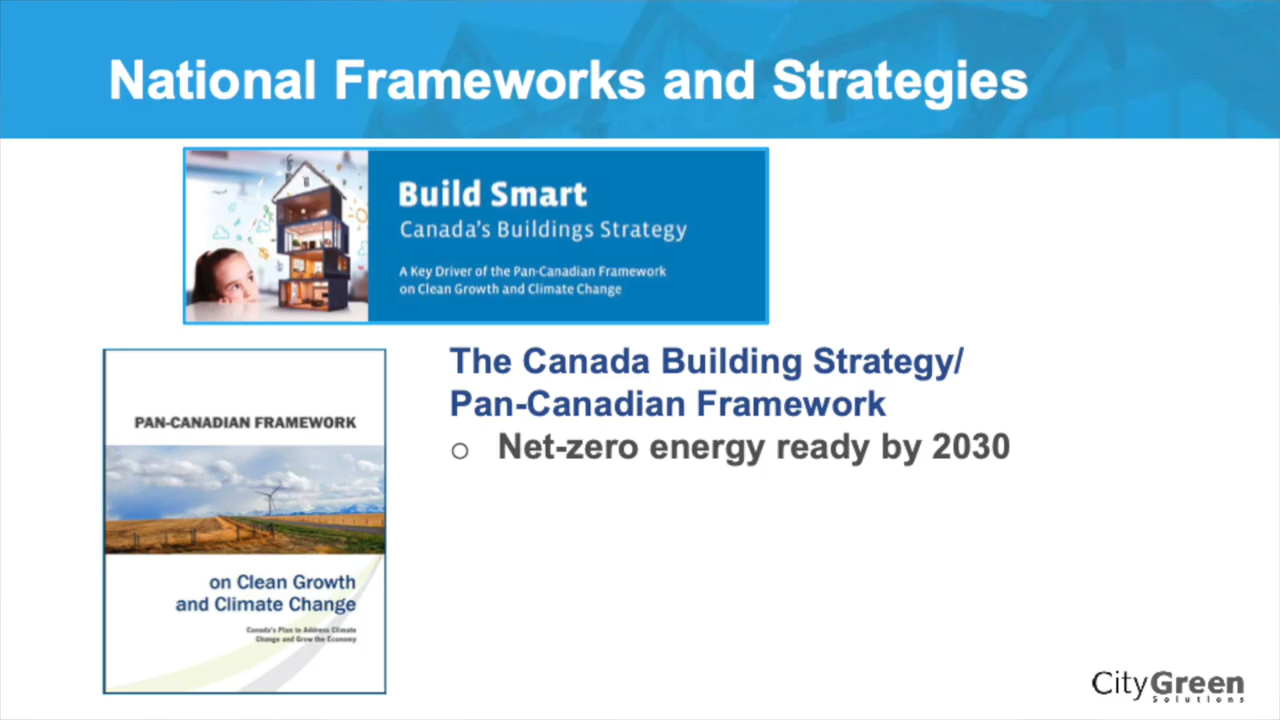 National Frameworks and Strategies
Build Smart
Canada's Buildings Strategy
A Key Driver of the Pan-Canadian Framework
on Clean Growth and Climate Change
The Canada Building Strategy/
Pan-Canadian Framework
o Net-zero energy ready by 2030
PAN-CANADIAN FRAMEWORK
on Clean Growth
and Climate Change
Canada's Plan to Address Climate
Change and Grow the Economy
CityGreen
Solutions